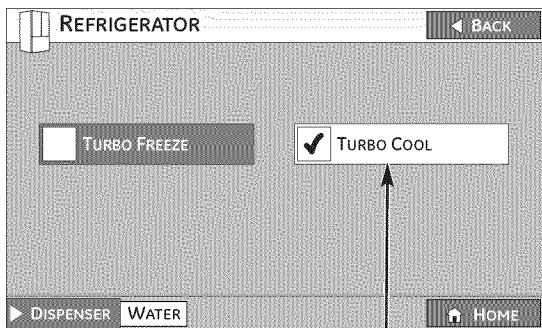 REFRIGERATOR
BACK
TURBO FREEZE
TURBO COOL
DISPENSER WATER
HOME